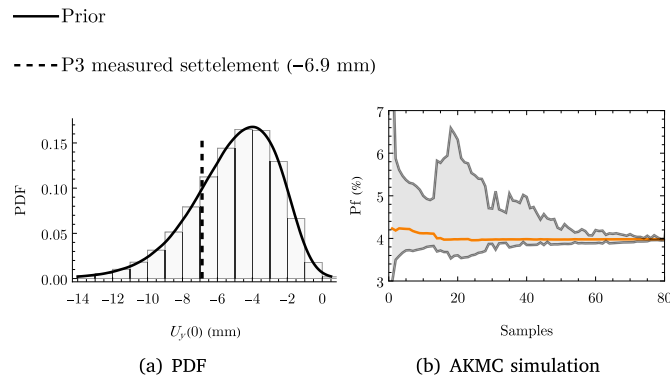 Prior
P3 measured settelement (−6.9 mm)
PDF
0.15
0.10
0.05
0.00
−14 −12 −10 −8 −6 −4 −2 0
U_y(0) (mm)
(a) PDF
Pf (%)
7
6
5
4
3
0 20 40 60 80
Samples
(b) AKMC simulation